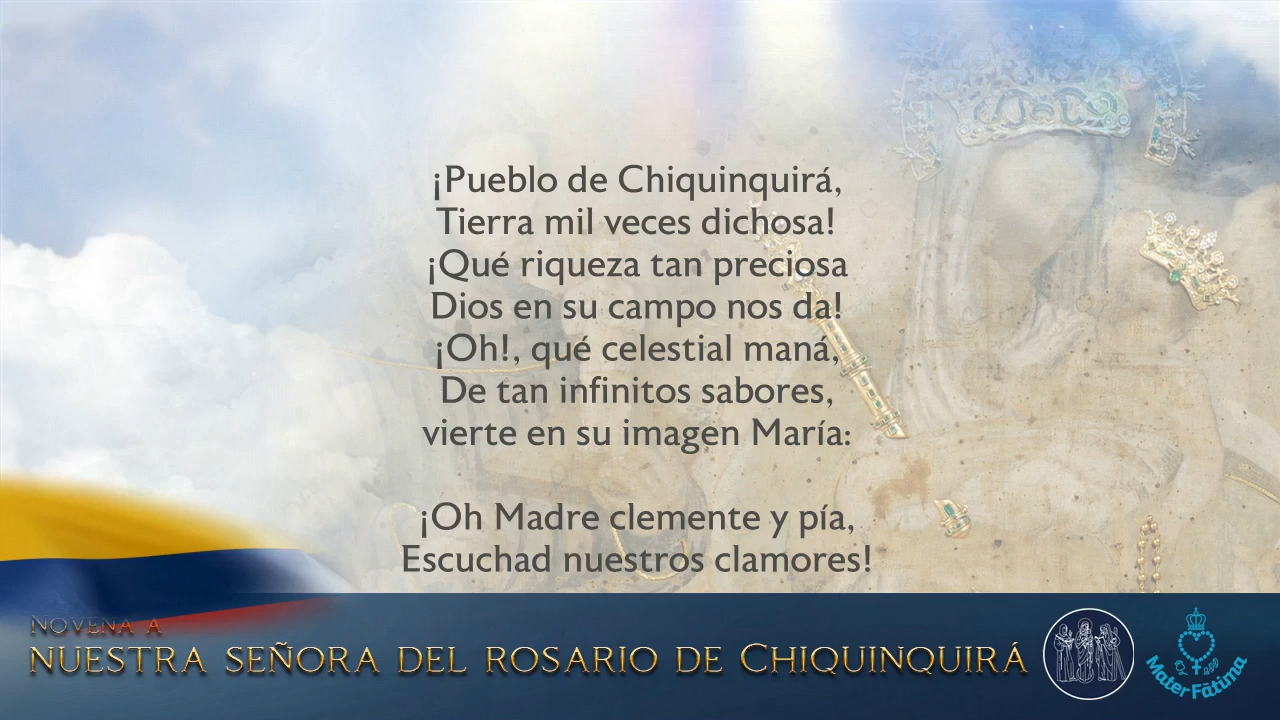 ¡Pueblo de Chiquinquirá,
Tierra mil veces dichosa!
¡Qué riqueza tan preciosa
Dios en su campo nos da!
¡Oh!, qué celestial maná,
De tan infinitos sabores,
vierte en su imagen María:
¡Oh Madre clemente y pía,
Escuchad nuestros clamores!
NOVENA A
NUESTRA SEÑORA DEL ROSARIO DE CHIQUINQUIRÁ
Mater Fátima